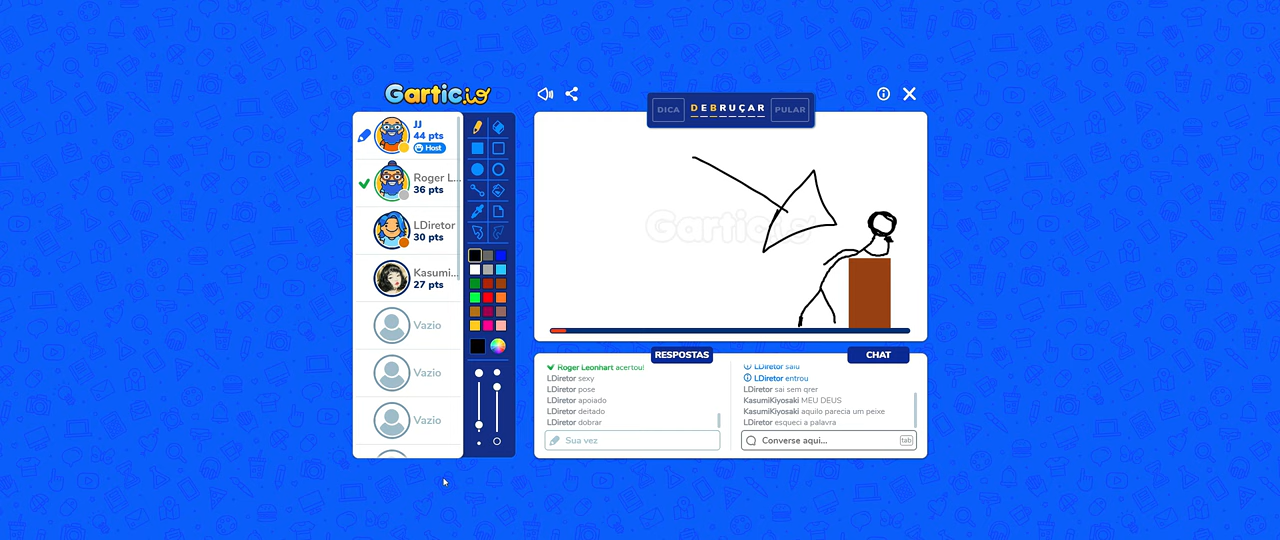 Gartic.io
DICA
DEBRUÇAR
PULAR
JJ
44 pts
Host
Roger L...
36 pts
LDiretor
30 pts
Kasumi...
27 pts
Vazio
Vazio
Vazio
Gartic.io
RESPOSTAS
Roger Leonhart acertou!
LDiretor sexy
LDiretor pose
LDiretor apoiado
LDiretor deitado
LDiretor dobrar
Sua vez
CHAT
LDiretor saiu
LDiretor entrou
LDiretor sai sem qrer
KasumiKiyosaki MEU DEUS
KasumiKiyosaki aquilo parecia um peixe
LDiretor esqueci a palavra
Converse aqui...
tab